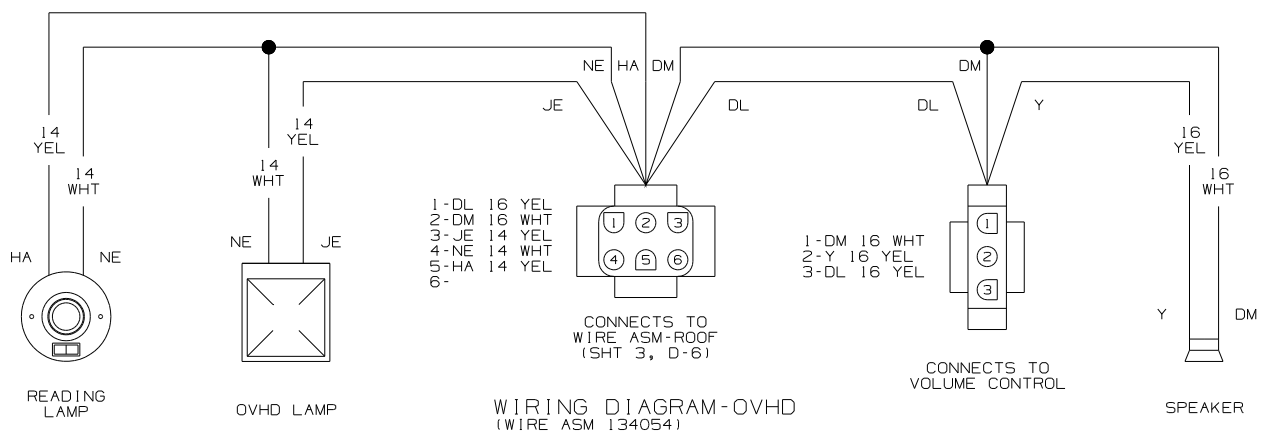 NE HA DM
DM
JE
DL
DL
Y
14
YEL
14
YEL
16
YEL
14
WHT
14
WHT
16
WHT
1-DL 16 YEL
2-DM 16 WHT
3-JE 14 YEL
4-NE 14 WHT
5-HA 14 YEL
6-
1 2 3
4 5 6
1-DM 16 WHT
2-Y 16 YEL
3-DL 16 YEL
1
2
3
HA
NE
NE
JE
Y
DM
CONNECTS TO
WIRE ASM-ROOF
(SHT 3, D-6)
CONNECTS TO
VOLUME CONTROL
READING
LAMP
OVHD LAMP
SPEAKER
WIRING DIAGRAM-OVHD
(WIRE ASM 134054)